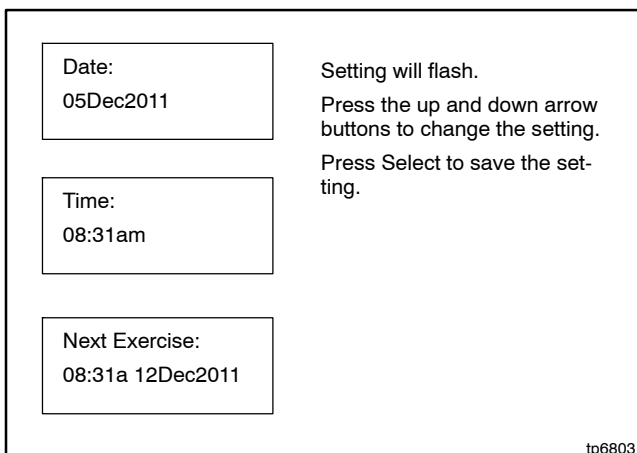 Date:
05Dec2011
Time:
08:31am
Next Exercise:
08:31a 12Dec2011
Setting will flash.
Press the up and down arrow
buttons to change the setting.
Press Select to save the set-
ting.
tp6803